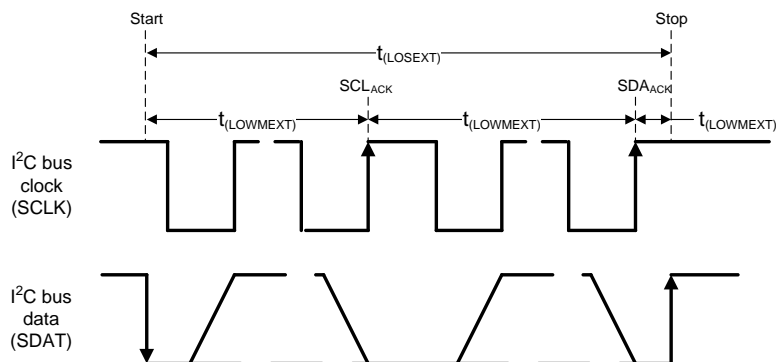 Start
Stop
t(LOSEXT)
SCLACK
SDAACK
t(LOWMEXT)
t(LOWMEXT)
t(LOWMEXT)
I²C bus
clock
(SCLK)
I²C bus
data
(SDAT)